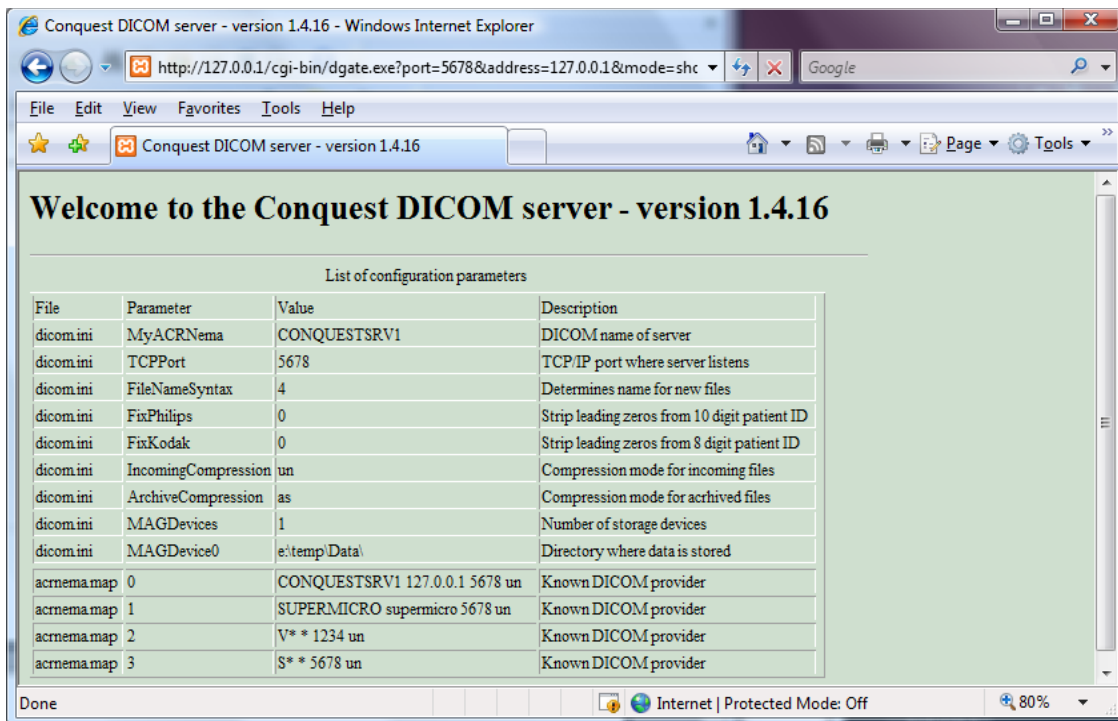 Conquest DICOM server - version 1.4.16 - Windows Internet Explorer
http://127.0.0.1/cgi-bin/dgate.exe?port=5678&address=127.0.0.1&mode=shc
Google
File Edit View Favorites Tools Help
Conquest DICOM server - version 1.4.16
Page Tools
Welcome to the Conquest DICOM server - version 1.4.16
List of configuration parameters
File Parameter Value Description
dicom.ini MyACRNema CONQUESTSRV1 DICOM name of server
dicom.ini TCPPort 5678 TCP/IP port where server listens
dicom.ini FileNameSyntax 4 Determines name for new files
dicom.ini FixPhilips 0 Strip leading zeros from 10 digit patient ID
dicom.ini FixKodak 0 Strip leading zeros from 8 digit patient ID
dicom.ini IncomingCompression un Compression mode for incoming files
dicom.ini ArchiveCompression as Compression mode for acrhived files
dicom.ini MAGDevices 1 Number of storage devices
dicom.ini MAGDevice0 e:\temp\Data\ Directory where data is stored
acrnema.map 0 CONQUESTSRV1 127.0.0.1 5678 un Known DICOM provider
acrnema.map 1 SUPERMICRO supermicro 5678 un Known DICOM provider
acrnema.map 2 V* * 1234 un Known DICOM provider
acrnema.map 3 S* * 5678 un Known DICOM provider
Done
Internet | Protected Mode: Off
80%